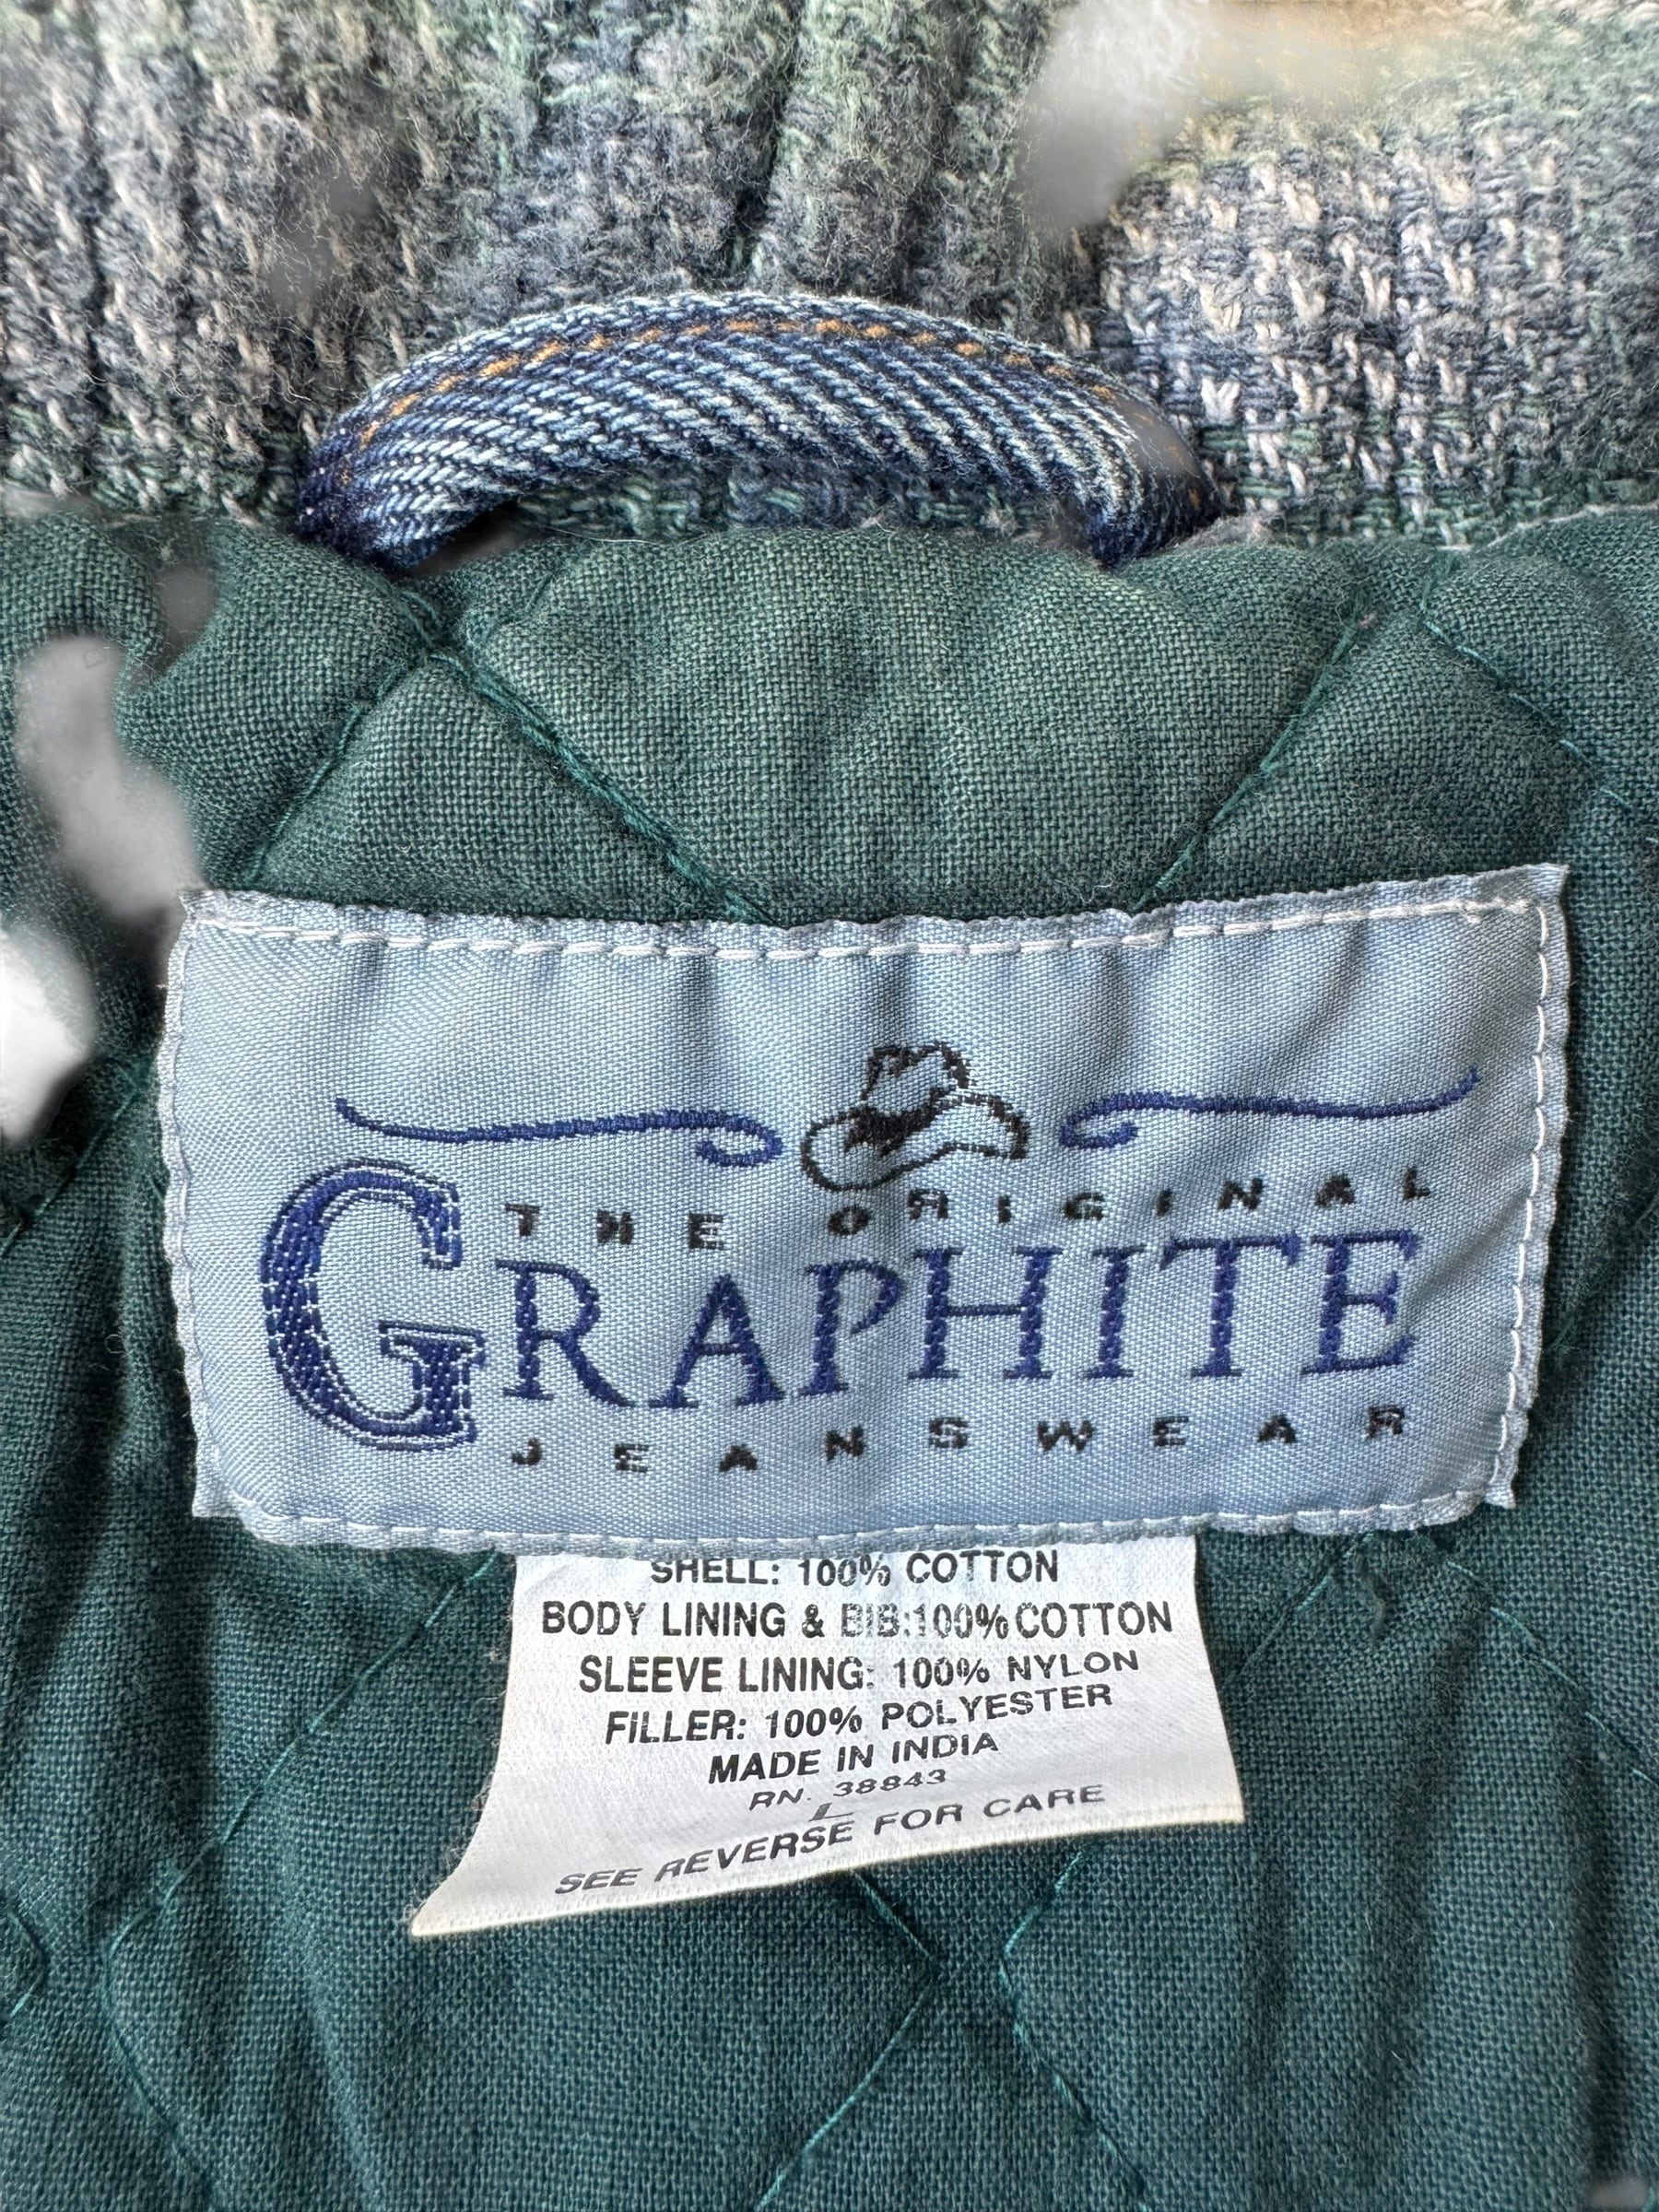 THE ORIGINAL
GRAPHITE
JEANSWEAR
SHELL: 100% COTTON
BODY LINING & BIB:100% COTTON
SLEEVE LINING: 100% NYLON
FILLER: 100% POLYESTER
MADE IN INDIA
RN. 38843
L
SEE REVERSE FOR CARE